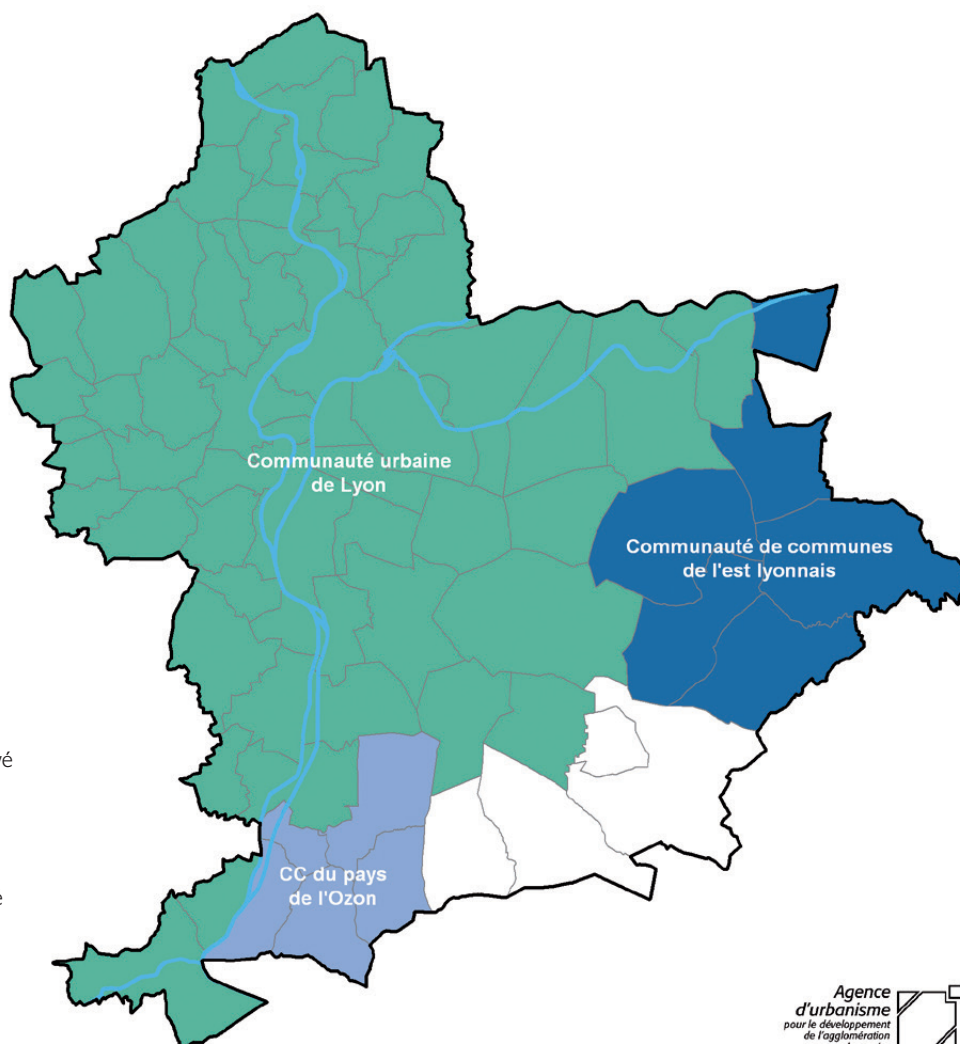 Communauté urbaine
de Lyon
Communauté de communes
de l'est lyonnais
CC du pays
de l'Ozon
Agence
d'urbanisme
pour le développement
de l'agglomération